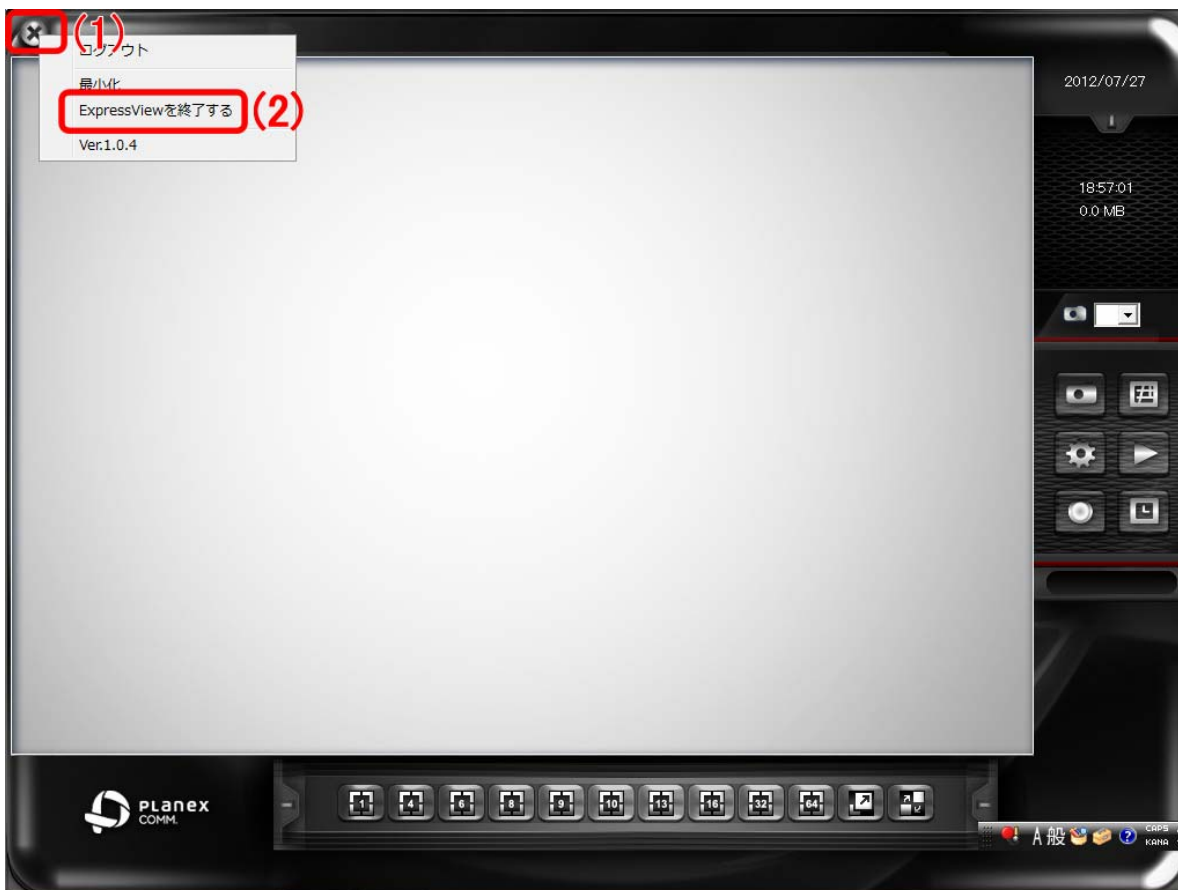 (1)
ログアウト
最小化
ExpressViewを終了する (2)
Ver.1.0.4
2012/07/27
18:57:01
0.0 MB
PLanex
COMM.
1 4 6 8 9 10 13 16 32 64
A 般 CAPS
KANA